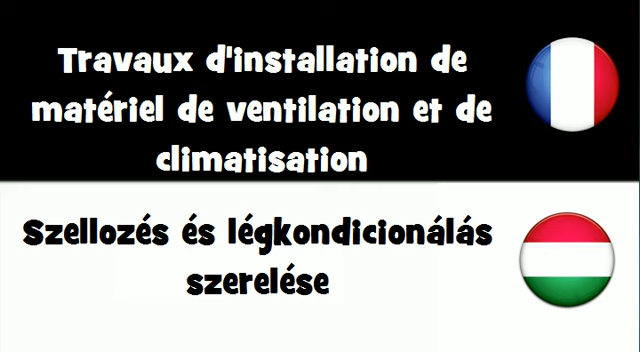 Travaux d'installation de
matériel de ventilation et de
climatisation
Szellozés és légkondicionálás
szerelése